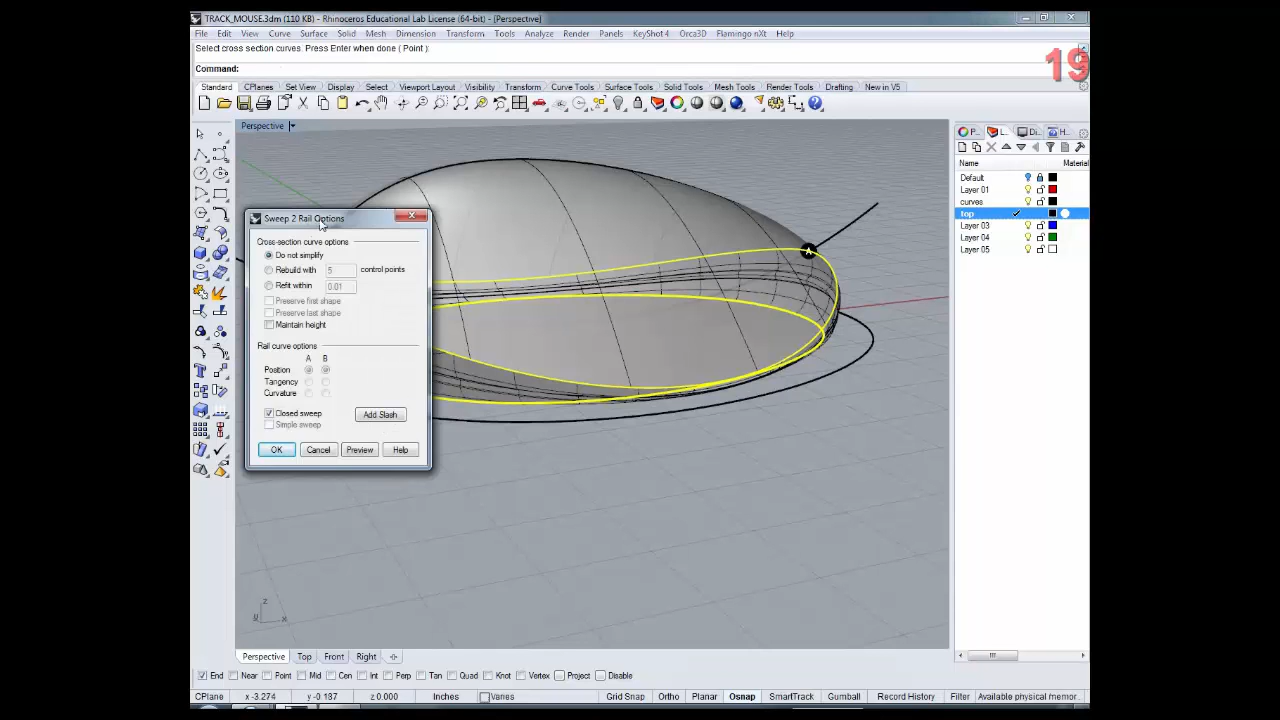 TRACK_MOUSE.3dm (110 KB) - Rhinoceros Educational Lab License (64-bit) - [Perspective]
File Edit View Curve Surface Solid Mesh Dimension Transform Tools Analyze Render Panels KeyShot 4 Orca3D Flamingo nXt Help
Select cross section curves. Press Enter when done ( Point ):
19
Command:
Standard CPlanes Set View Display Select Viewport Layout Visibility Transform Curve Tools Surface Tools Solid Tools Mesh Tools Render Tools Drafting New in V5
Perspective
P... L... Di... H...
Name Material
Default
Layer 01
curves
top
Layer 03
Layer 04
Layer 05
Sweep 2 Rail Options
Cross-section curve options
Do not simplify
Rebuild with 5 control points
Refit within 0.01
Preserve first shape
Preserve last shape
Maintain height
Rail curve options
A B
Position
Tangency
Curvature
Closed sweep Add Slash
Simple sweep
OK Cancel Preview Help
A
z
y x
Perspective Top Front Right
End Near Point Mid Cen Int Perp Tan Quad Knot Vertex Project Disable
CPlane x -3.274 y -0.187 z 0.000 Inches Varies Grid Snap Ortho Planar Osnap SmartTrack Gumball Record History Filter Available physical memor